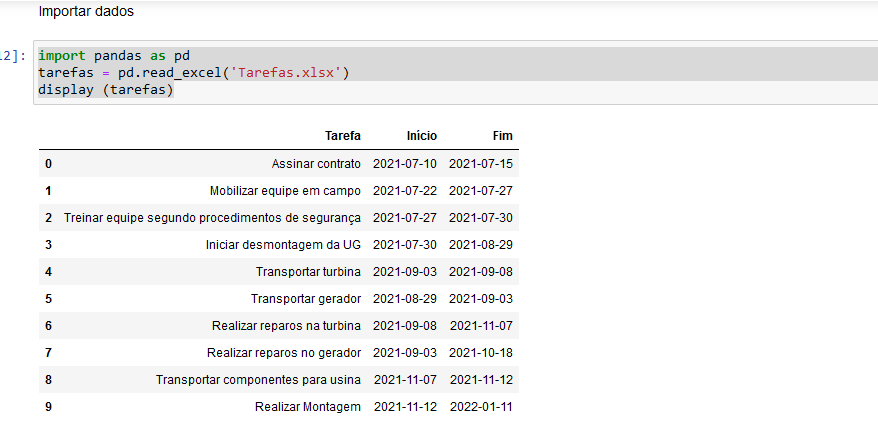 Importar dados
12]: import pandas as pd
tarefas = pd.read_excel('Tarefas.xlsx')
display (tarefas)
Tarefa Início Fim
0 Assinar contrato 2021-07-10 2021-07-15
1 Mobilizar equipe em campo 2021-07-22 2021-07-27
2 Treinar equipe segundo procedimentos de segurança 2021-07-27 2021-07-30
3 Iniciar desmontagem da UG 2021-07-30 2021-08-29
4 Transportar turbina 2021-09-03 2021-09-08
5 Transportar gerador 2021-08-29 2021-09-03
6 Realizar reparos na turbina 2021-09-08 2021-11-07
7 Realizar reparos no gerador 2021-09-03 2021-10-18
8 Transportar componentes para usina 2021-11-07 2021-11-12
9 Realizar Montagem 2021-11-12 2022-01-11